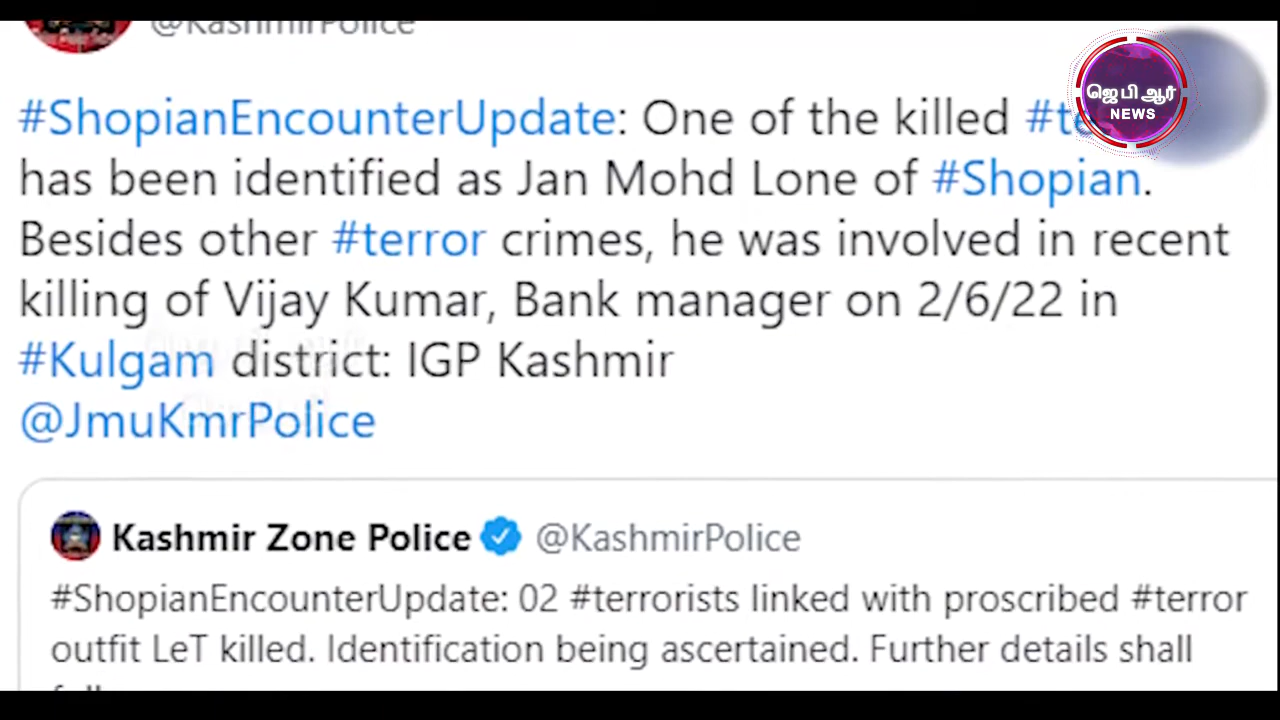 @KashmirPolice
ஜெ பி ஆர்
NEWS
#ShopianEncounterUpdate: One of the killed
has been identified as Jan Mohd Lone of #Shopian.
Besides other #terror crimes, he was involved in recent
killing of Vijay Kumar, Bank manager on 2/6/22 in
#Kulgam district: IGP Kashmir
@JmuKmrPolice
Kashmir Zone Police @KashmirPolice
#ShopianEncounterUpdate: 02 #terrorists linked with proscribed #terror
outfit LeT killed. Identification being ascertained. Further details shall